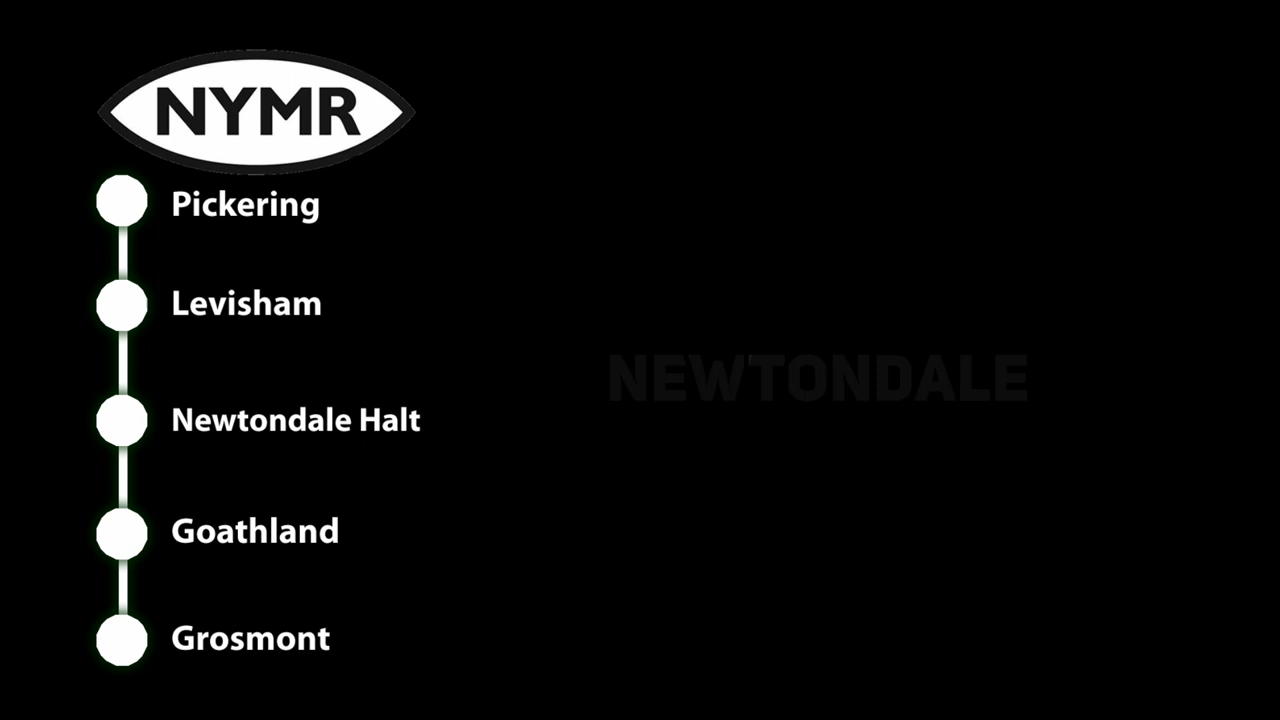 NYMR
Pickering
Levisham
NEWTONDALE
Newtondale Halt
Goathland
Grosmont